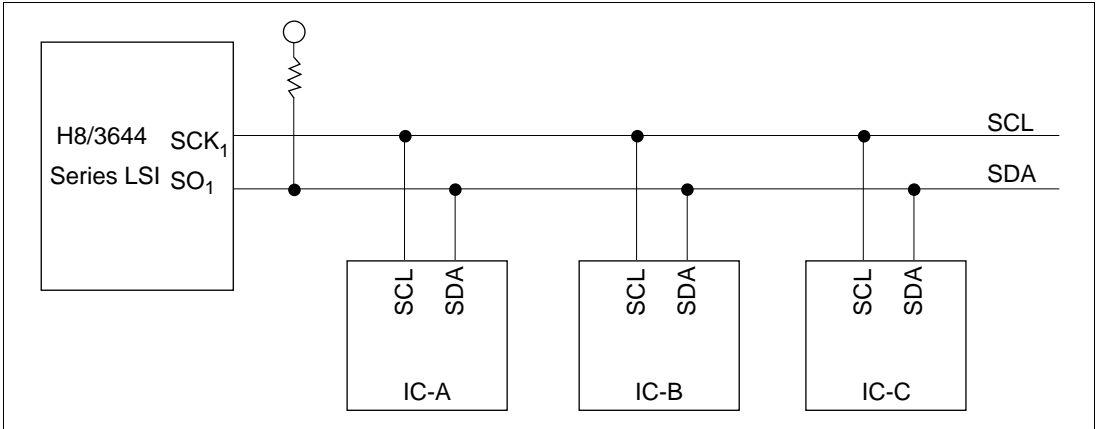 H8/3644
Series LSI
SCK1
SO1
SCL
SDA
SCL
SDA
IC-A
SCL
SDA
IC-B
SCL
SDA
IC-C